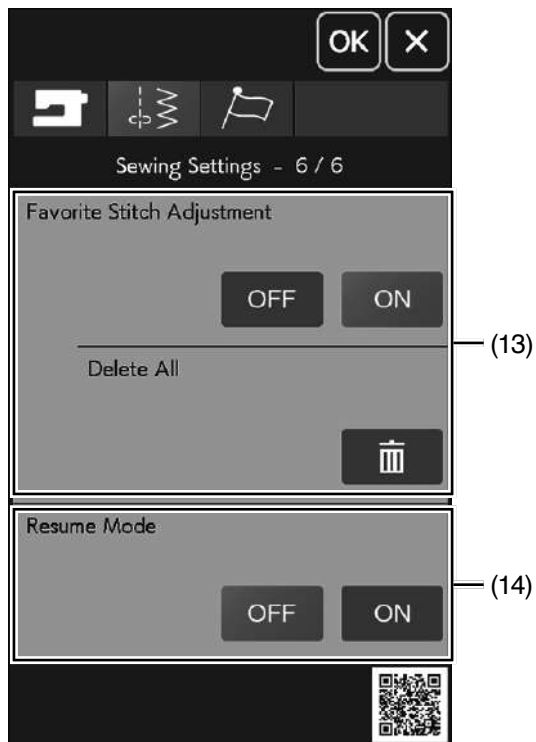 OK
Sewing Settings - 6 / 6
Favorite Stitch Adjustment
OFF ON
(13)
Delete All
Resume Mode
(14)
OFF ON